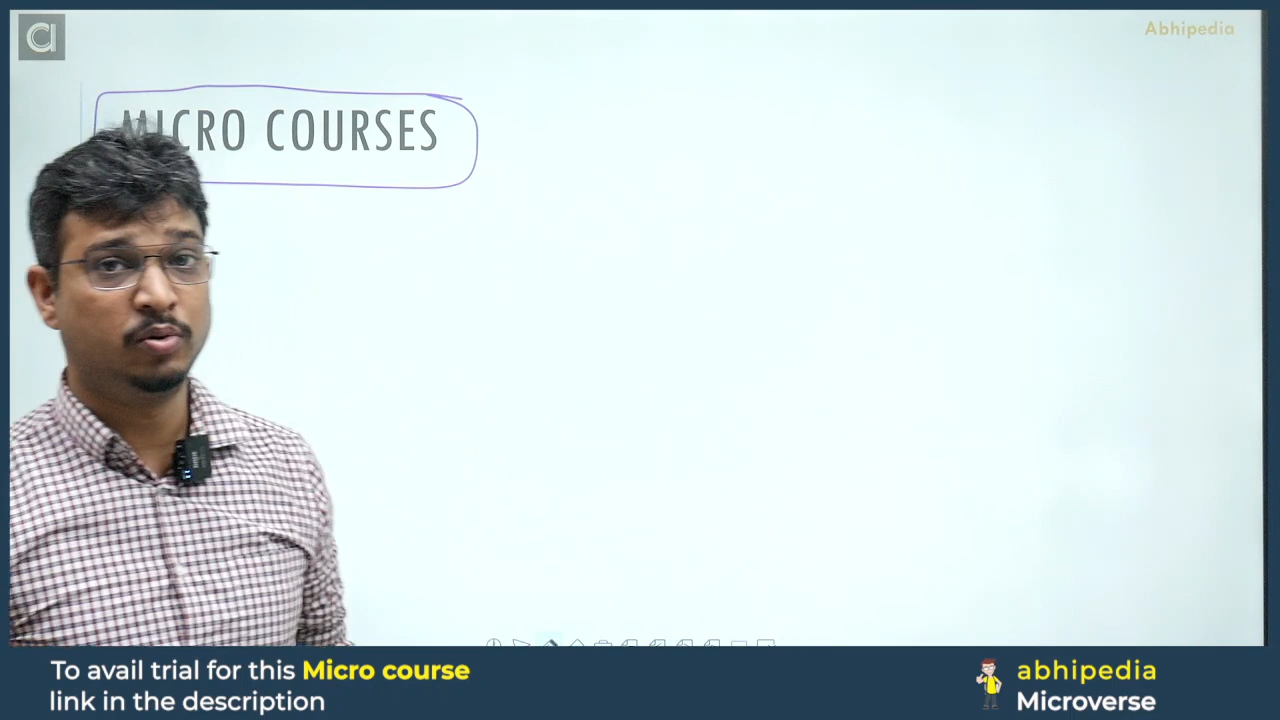 Abhipedia
MICRO COURSES
To avail trial for this Micro course
link in the description
abhipedia
Microverse